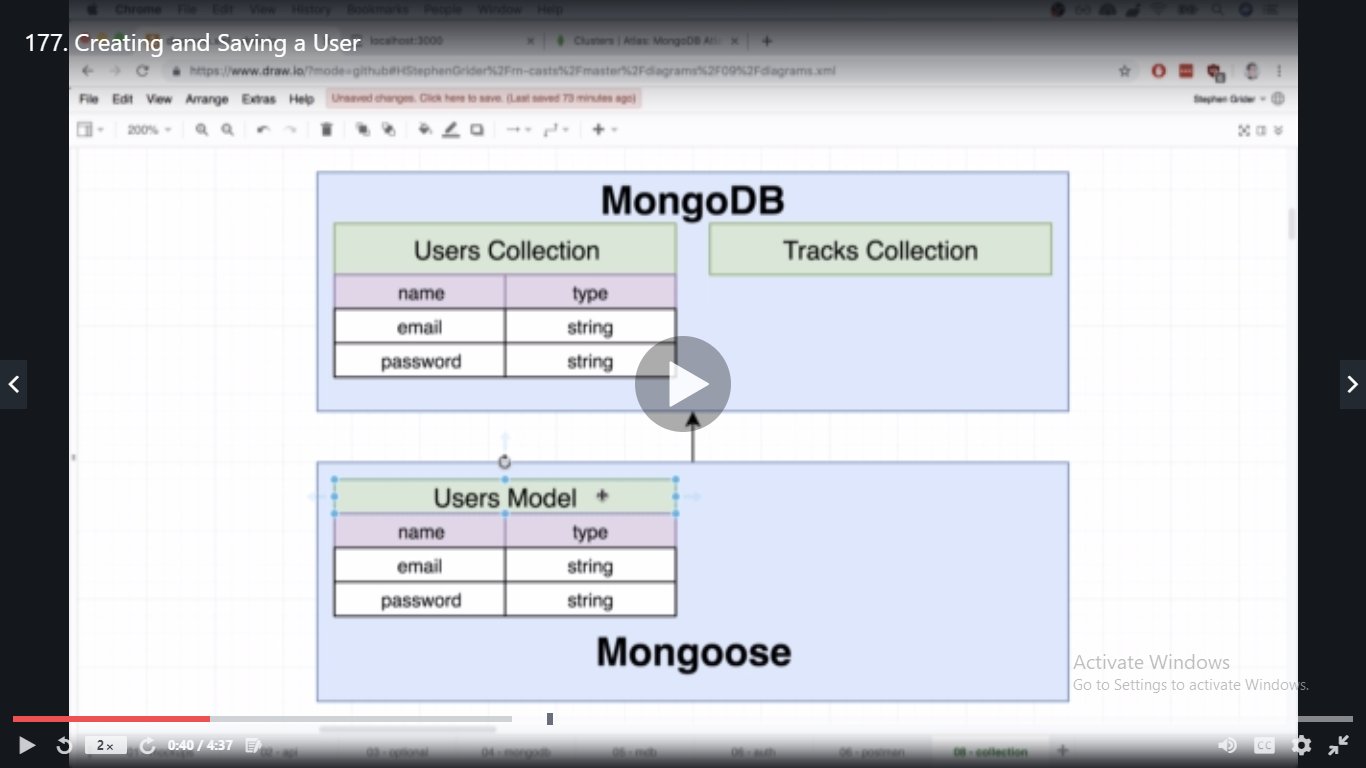 Chrome File Edit View History Bookmarks People Window Help
177. Creating and Saving a User
localhost:3000
Clusters | Atlas: MongoDB Atl
https://www.draw.io/?mode=github#HStephenGrider%2Frn-casts%2Fmaster%2Fdiagrams%2F09%2Fdiagrams.xml
File Edit View Arrange Extras Help Unsaved changes. Click here to save. (Last saved 73 minutes ago)
Stephen Grider
200%
MongoDB
Users Collection Tracks Collection
name type
email string
password string
Users Model
name type
email string
password string
Mongoose
Activate Windows
Go to Settings to activate Windows.
2x 0:40 / 4:37 CC
03 - optional 04 - mongodb 05 - mdb 06 - auth 06 - postman 08 - collection